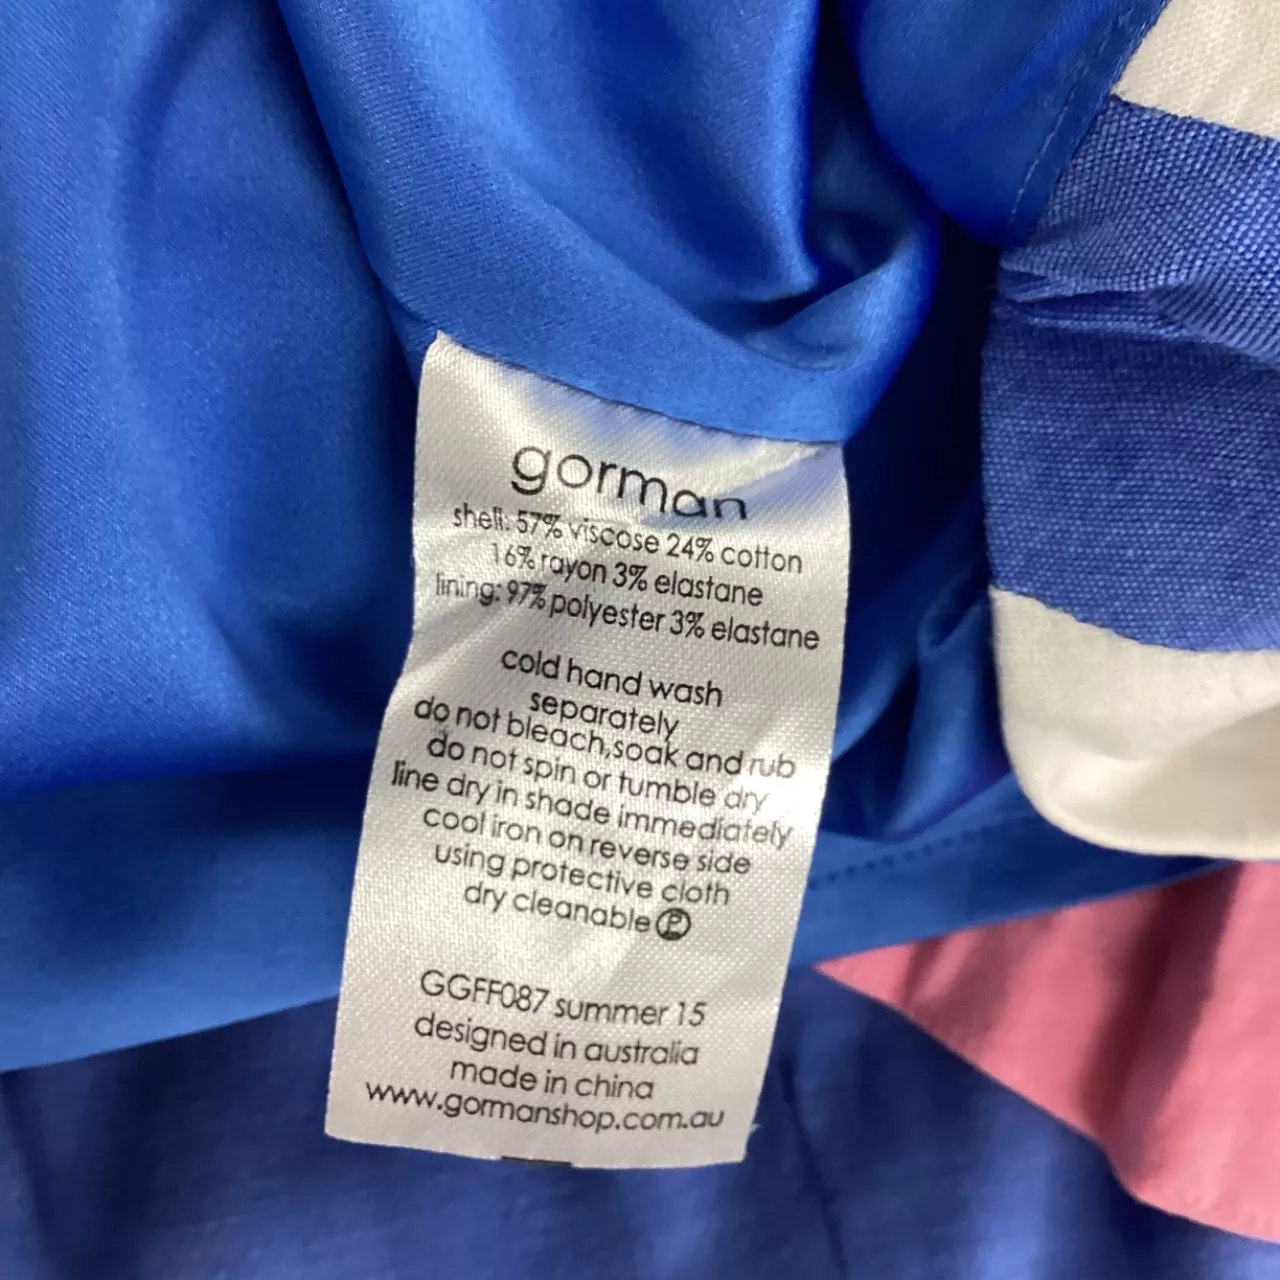 gorman
shell: 57% viscose 24% cotton
16% rayon 3% elastane
lining: 97% polyester 3% elastane
cold hand wash
separately
do not bleach,soak and rub
do not spin or tumble dry
line dry in shade immediately
cool iron on reverse side
using protective cloth
dry cleanable Ⓟ
GGFF087 summer 15
designed in australia
made in china
www.gormanshop.com.au